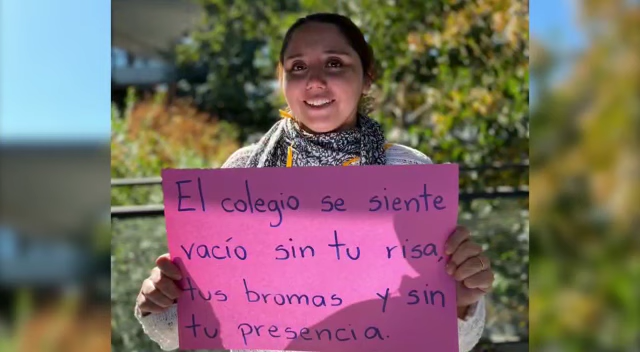 El colegio se siente
vacío sin tu risa,
tus bromas y sin
tu presencia.